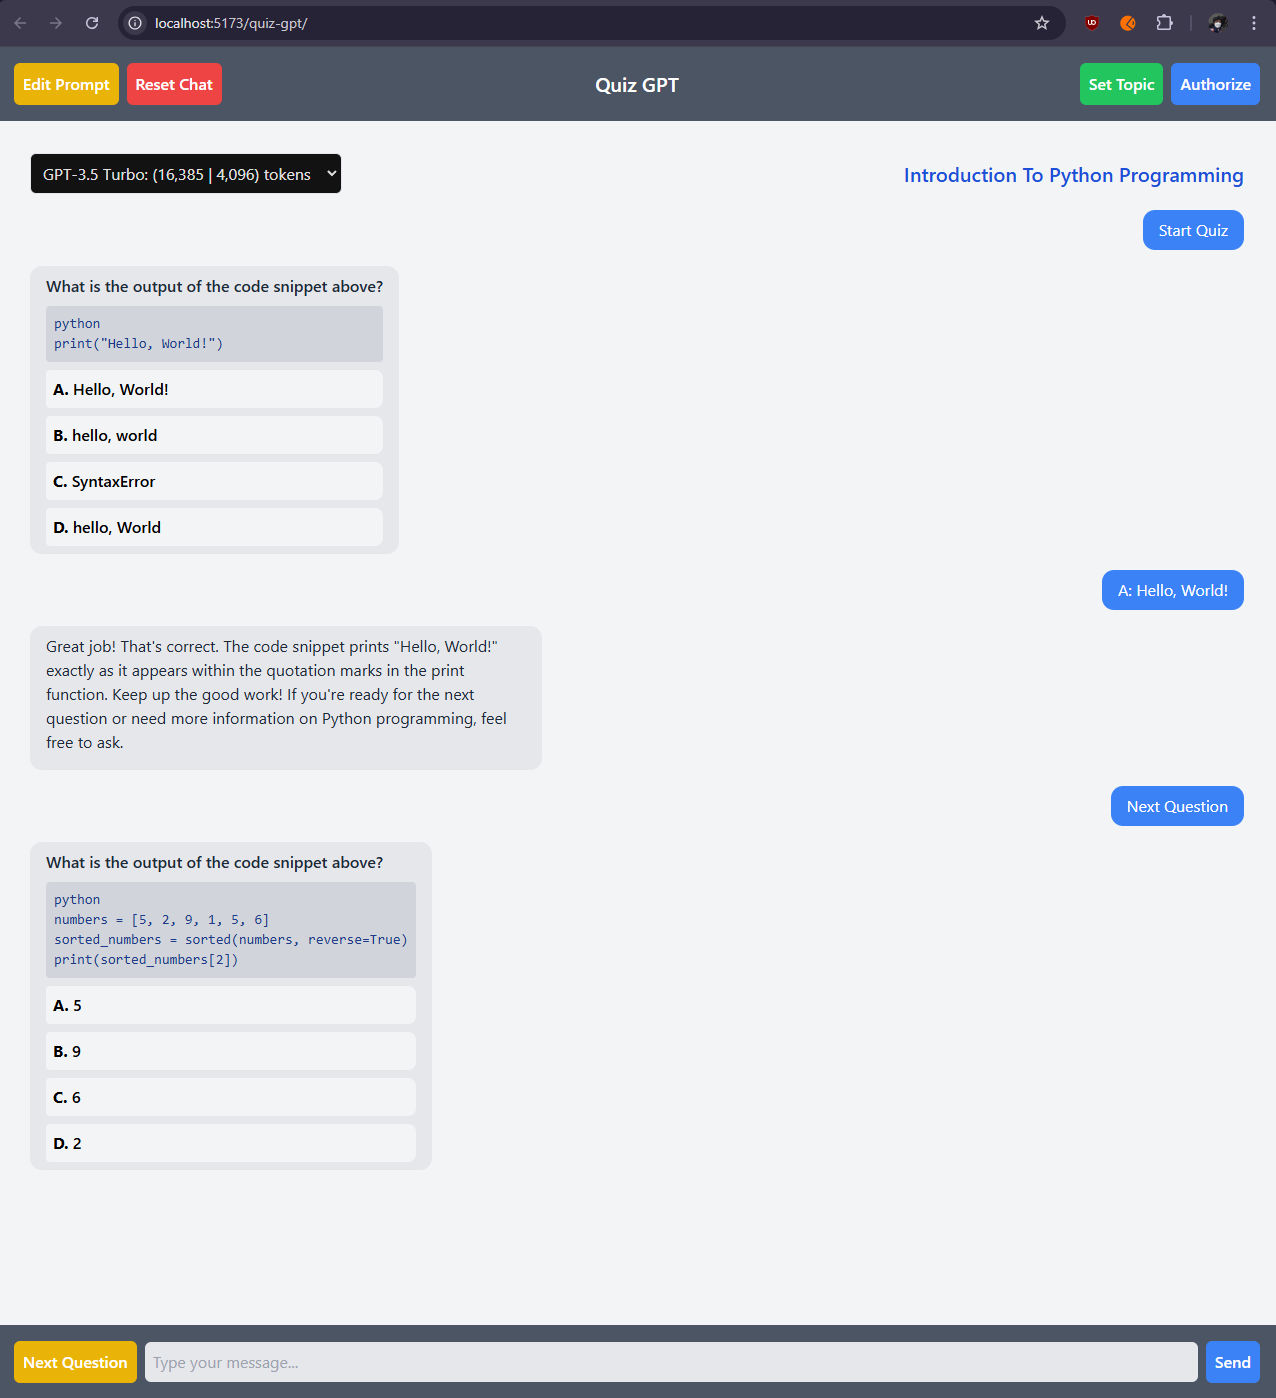 localhost:5173/quiz-gpt/
Edit Prompt
Reset Chat
Quiz GPT
Set Topic
Authorize
GPT-3.5 Turbo: (16,385 | 4,096) tokens
Introduction To Python Programming
Start Quiz
What is the output of the code snippet above?
python
print("Hello, World!")
A. Hello, World!
B. hello, world
C. SyntaxError
D. hello, World
A: Hello, World!
Great job! That's correct. The code snippet prints "Hello, World!"
exactly as it appears within the quotation marks in the print
function. Keep up the good work! If you're ready for the next
question or need more information on Python programming, feel
free to ask.
Next Question
What is the output of the code snippet above?
python
numbers = [5, 2, 9, 1, 5, 6]
sorted_numbers = sorted(numbers, reverse=True)
print(sorted_numbers[2])
A. 5
B. 9
C. 6
D. 2
Next Question
Type your message...
Send